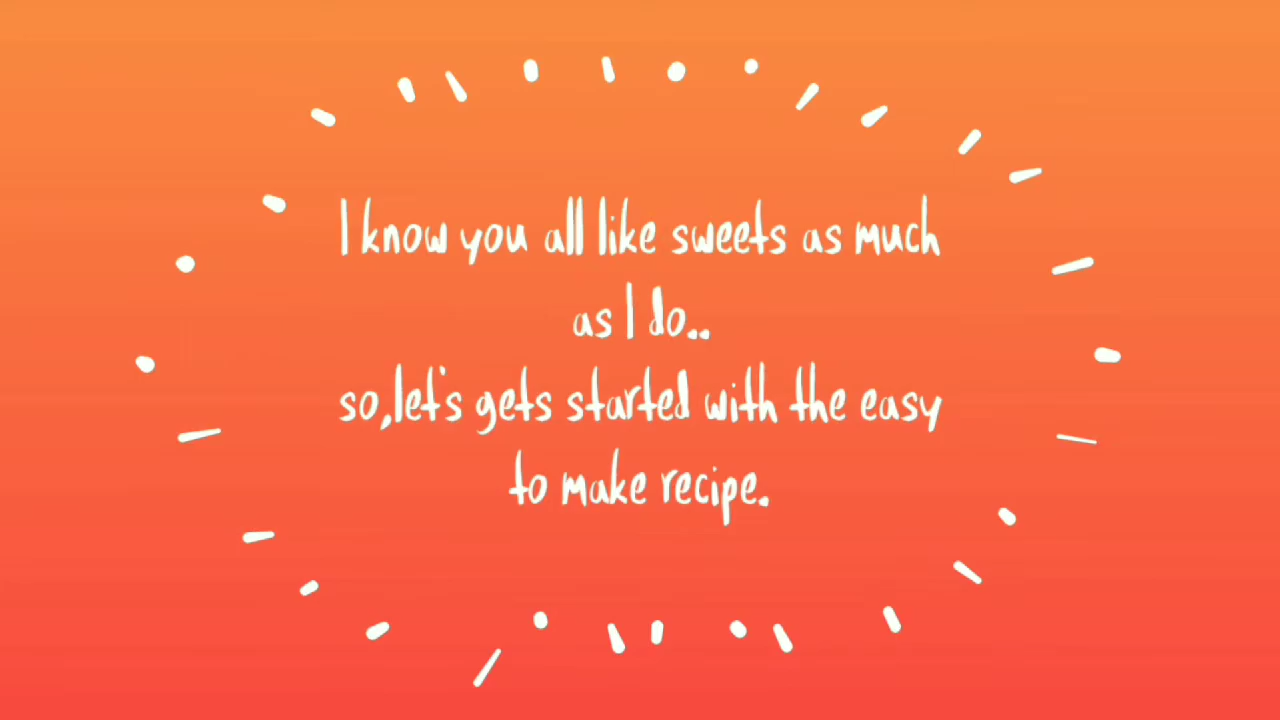 I know you all like sweets as much
as I do..
so,let's gets started with the easy
to make recipe.